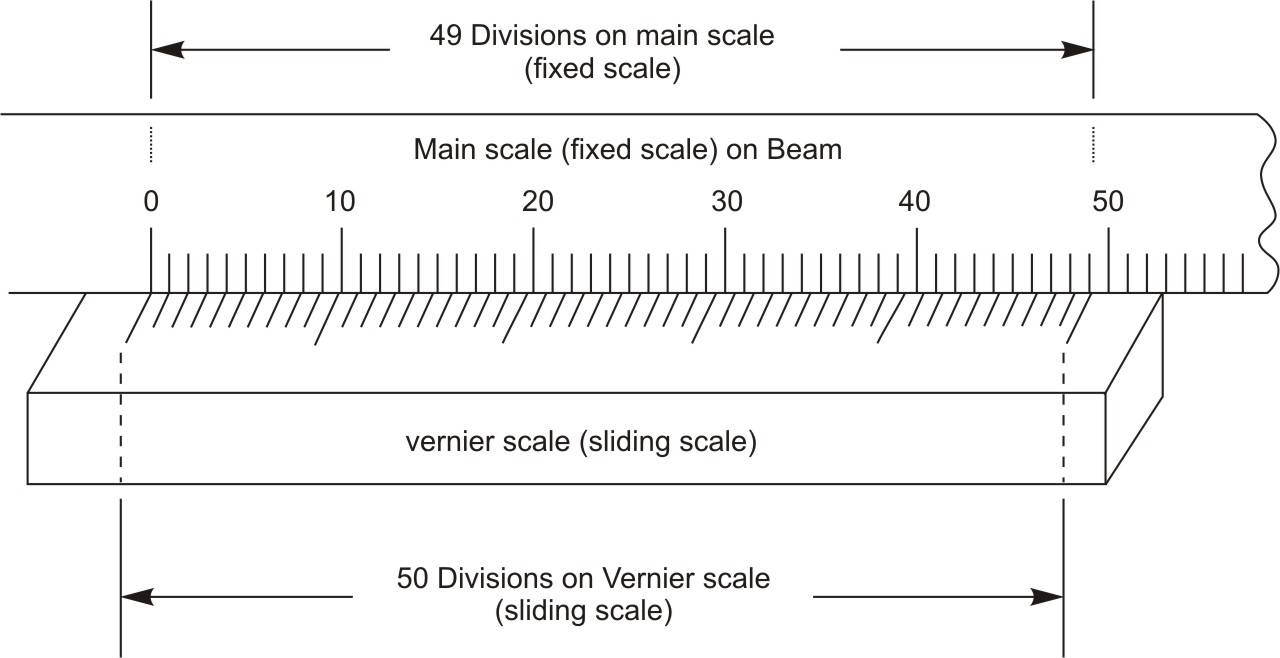 49 Divisions on main scale
(fixed scale)
Main scale (fixed scale) on Beam
0 10 20 30 40 50
vernier scale (sliding scale)
50 Divisions on Vernier scale
(sliding scale)